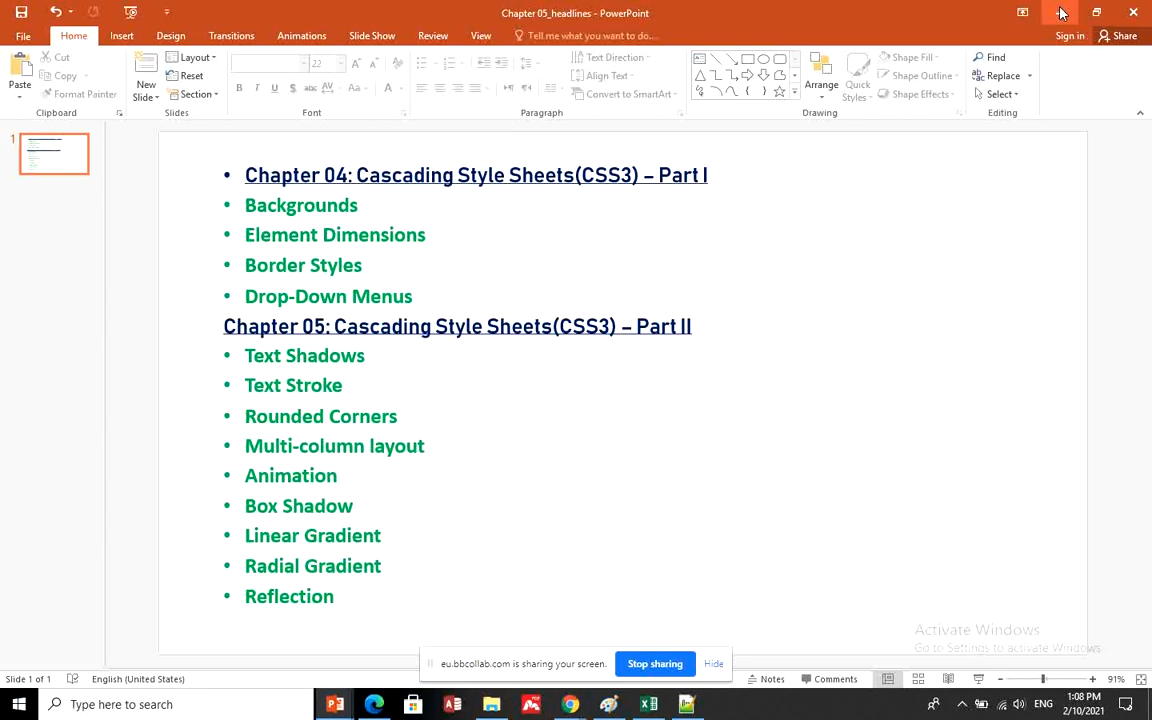 Chapter 05_headlines - PowerPoint
File Home Insert Design Transitions Animations Slide Show Review View Tell me what you want to do... Sign in Share
Paste
Cut
Copy
Format Painter
Clipboard
New Slide
Layout
Reset
Section
Slides
22
B I U S abc AV Aa A
Font
Text Direction
Align Text
Convert to SmartArt
Paragraph
Arrange
Quick Styles
Shape Fill
Shape Outline
Shape Effects
Drawing
Find
Replace
Select
Editing
1
• Chapter 04: Cascading Style Sheets(CSS3) – Part I
• Backgrounds
• Element Dimensions
• Border Styles
• Drop-Down Menus
Chapter 05: Cascading Style Sheets(CSS3) – Part II
• Text Shadows
• Text Stroke
• Rounded Corners
• Multi-column layout
• Animation
• Box Shadow
• Linear Gradient
• Radial Gradient
• Reflection
Activate Windows
Go to Settings to activate Windows.
eu.bbcollab.com is sharing your screen. Stop sharing Hide
Slide 1 of 1 English (United States) Notes Comments 91%
Type here to search
ENG
1:08 PM
2/10/2021